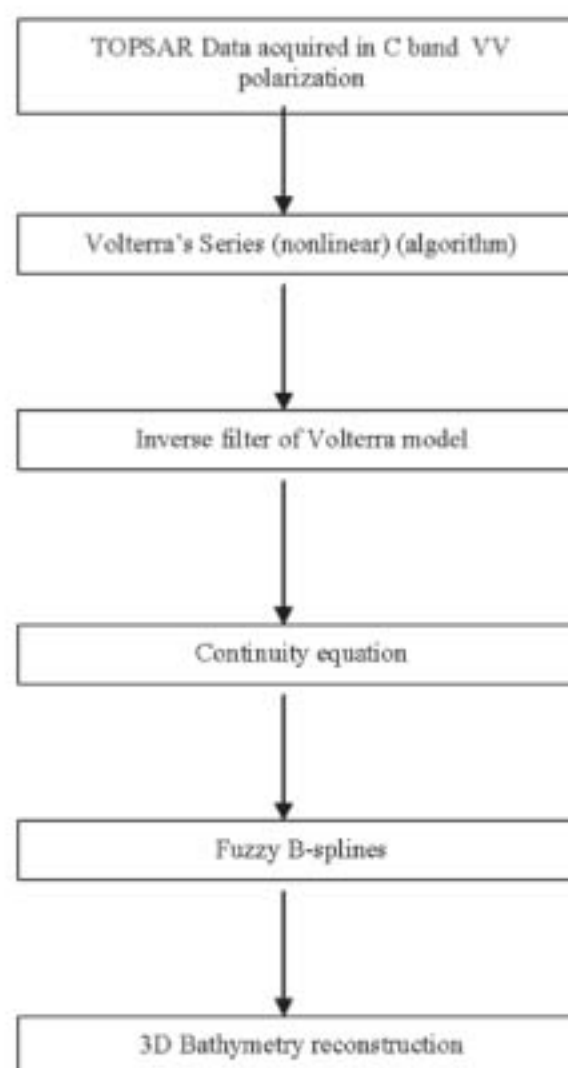 TOPSAR Data acquired in C band VV
polarization
Volterra's Series (nonlinear) (algorithm)
Inverse filter of Volterra model
Continuity equation
Fuzzy B-splines
3D Bathymetry reconstruction